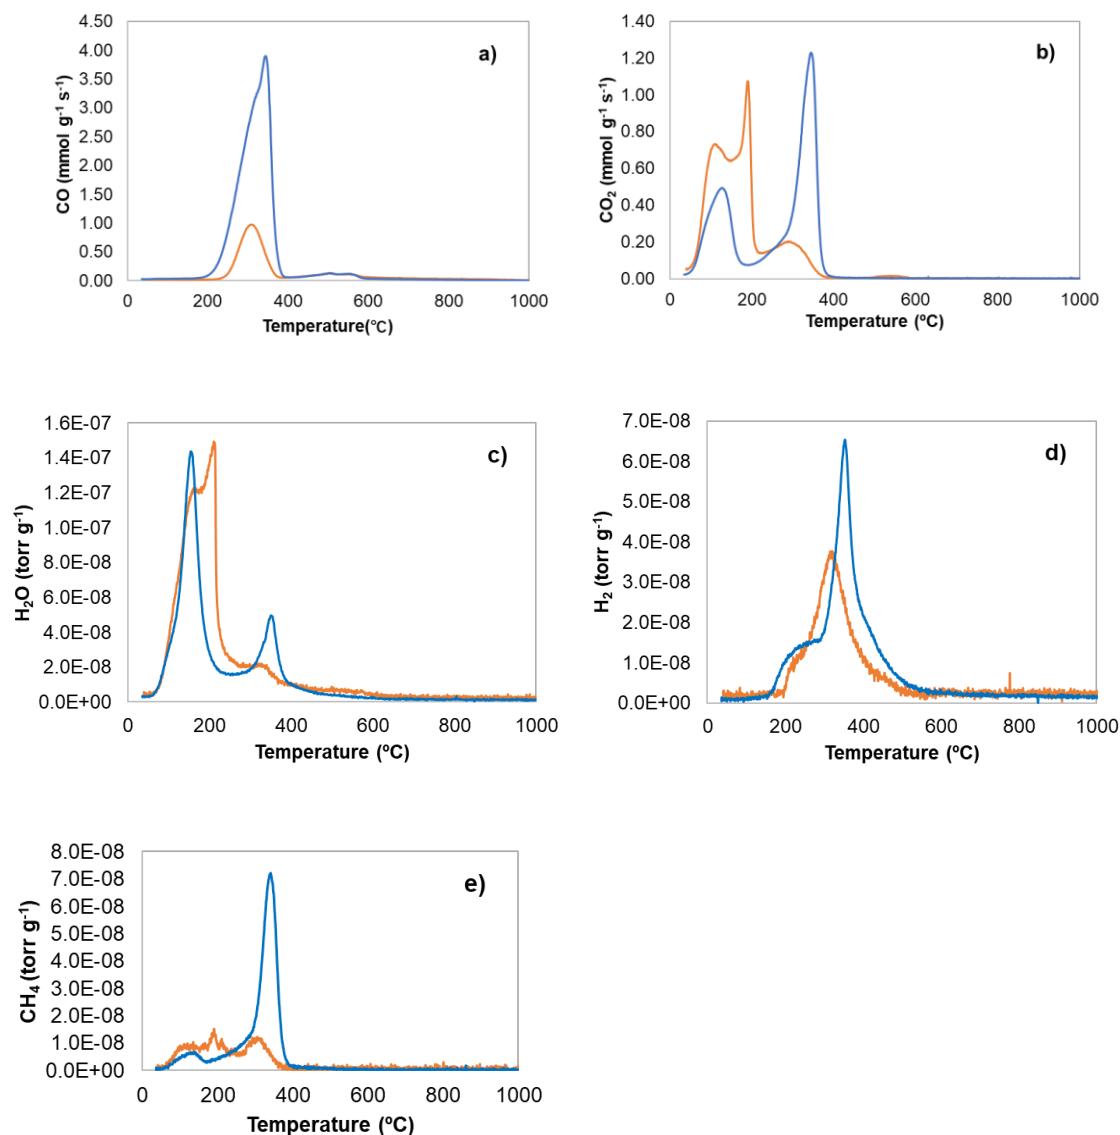 4.50
4.00
3.50
3.00
2.50
2.00
1.50
1.00
0.50
0.00
CO (mmol g⁻¹ s⁻¹)
a)
0 200 400 600 800 1000
Temperature(℃)
1.40
1.20
1.00
0.80
0.60
0.40
0.20
0.00
CO₂ (mmol g⁻¹ s⁻¹)
b)
0 200 400 600 800 1000
Temperature (ºC)
1.6E-07
1.4E-07
1.2E-07
1.0E-07
8.0E-08
6.0E-08
4.0E-08
2.0E-08
0.0E+00
H₂O (torr g⁻¹)
c)
0 200 400 600 800 1000
Temperature (ºC)
7.0E-08
6.0E-08
5.0E-08
4.0E-08
3.0E-08
2.0E-08
1.0E-08
0.0E+00
H₂ (torr g⁻¹)
d)
0 200 400 600 800 1000
Temperature (ºC)
8.0E-08
7.0E-08
6.0E-08
5.0E-08
4.0E-08
3.0E-08
2.0E-08
1.0E-08
0.0E+00
CH₄ (torr g⁻¹)
e)
0 200 400 600 800 1000
Temperature (ºC)